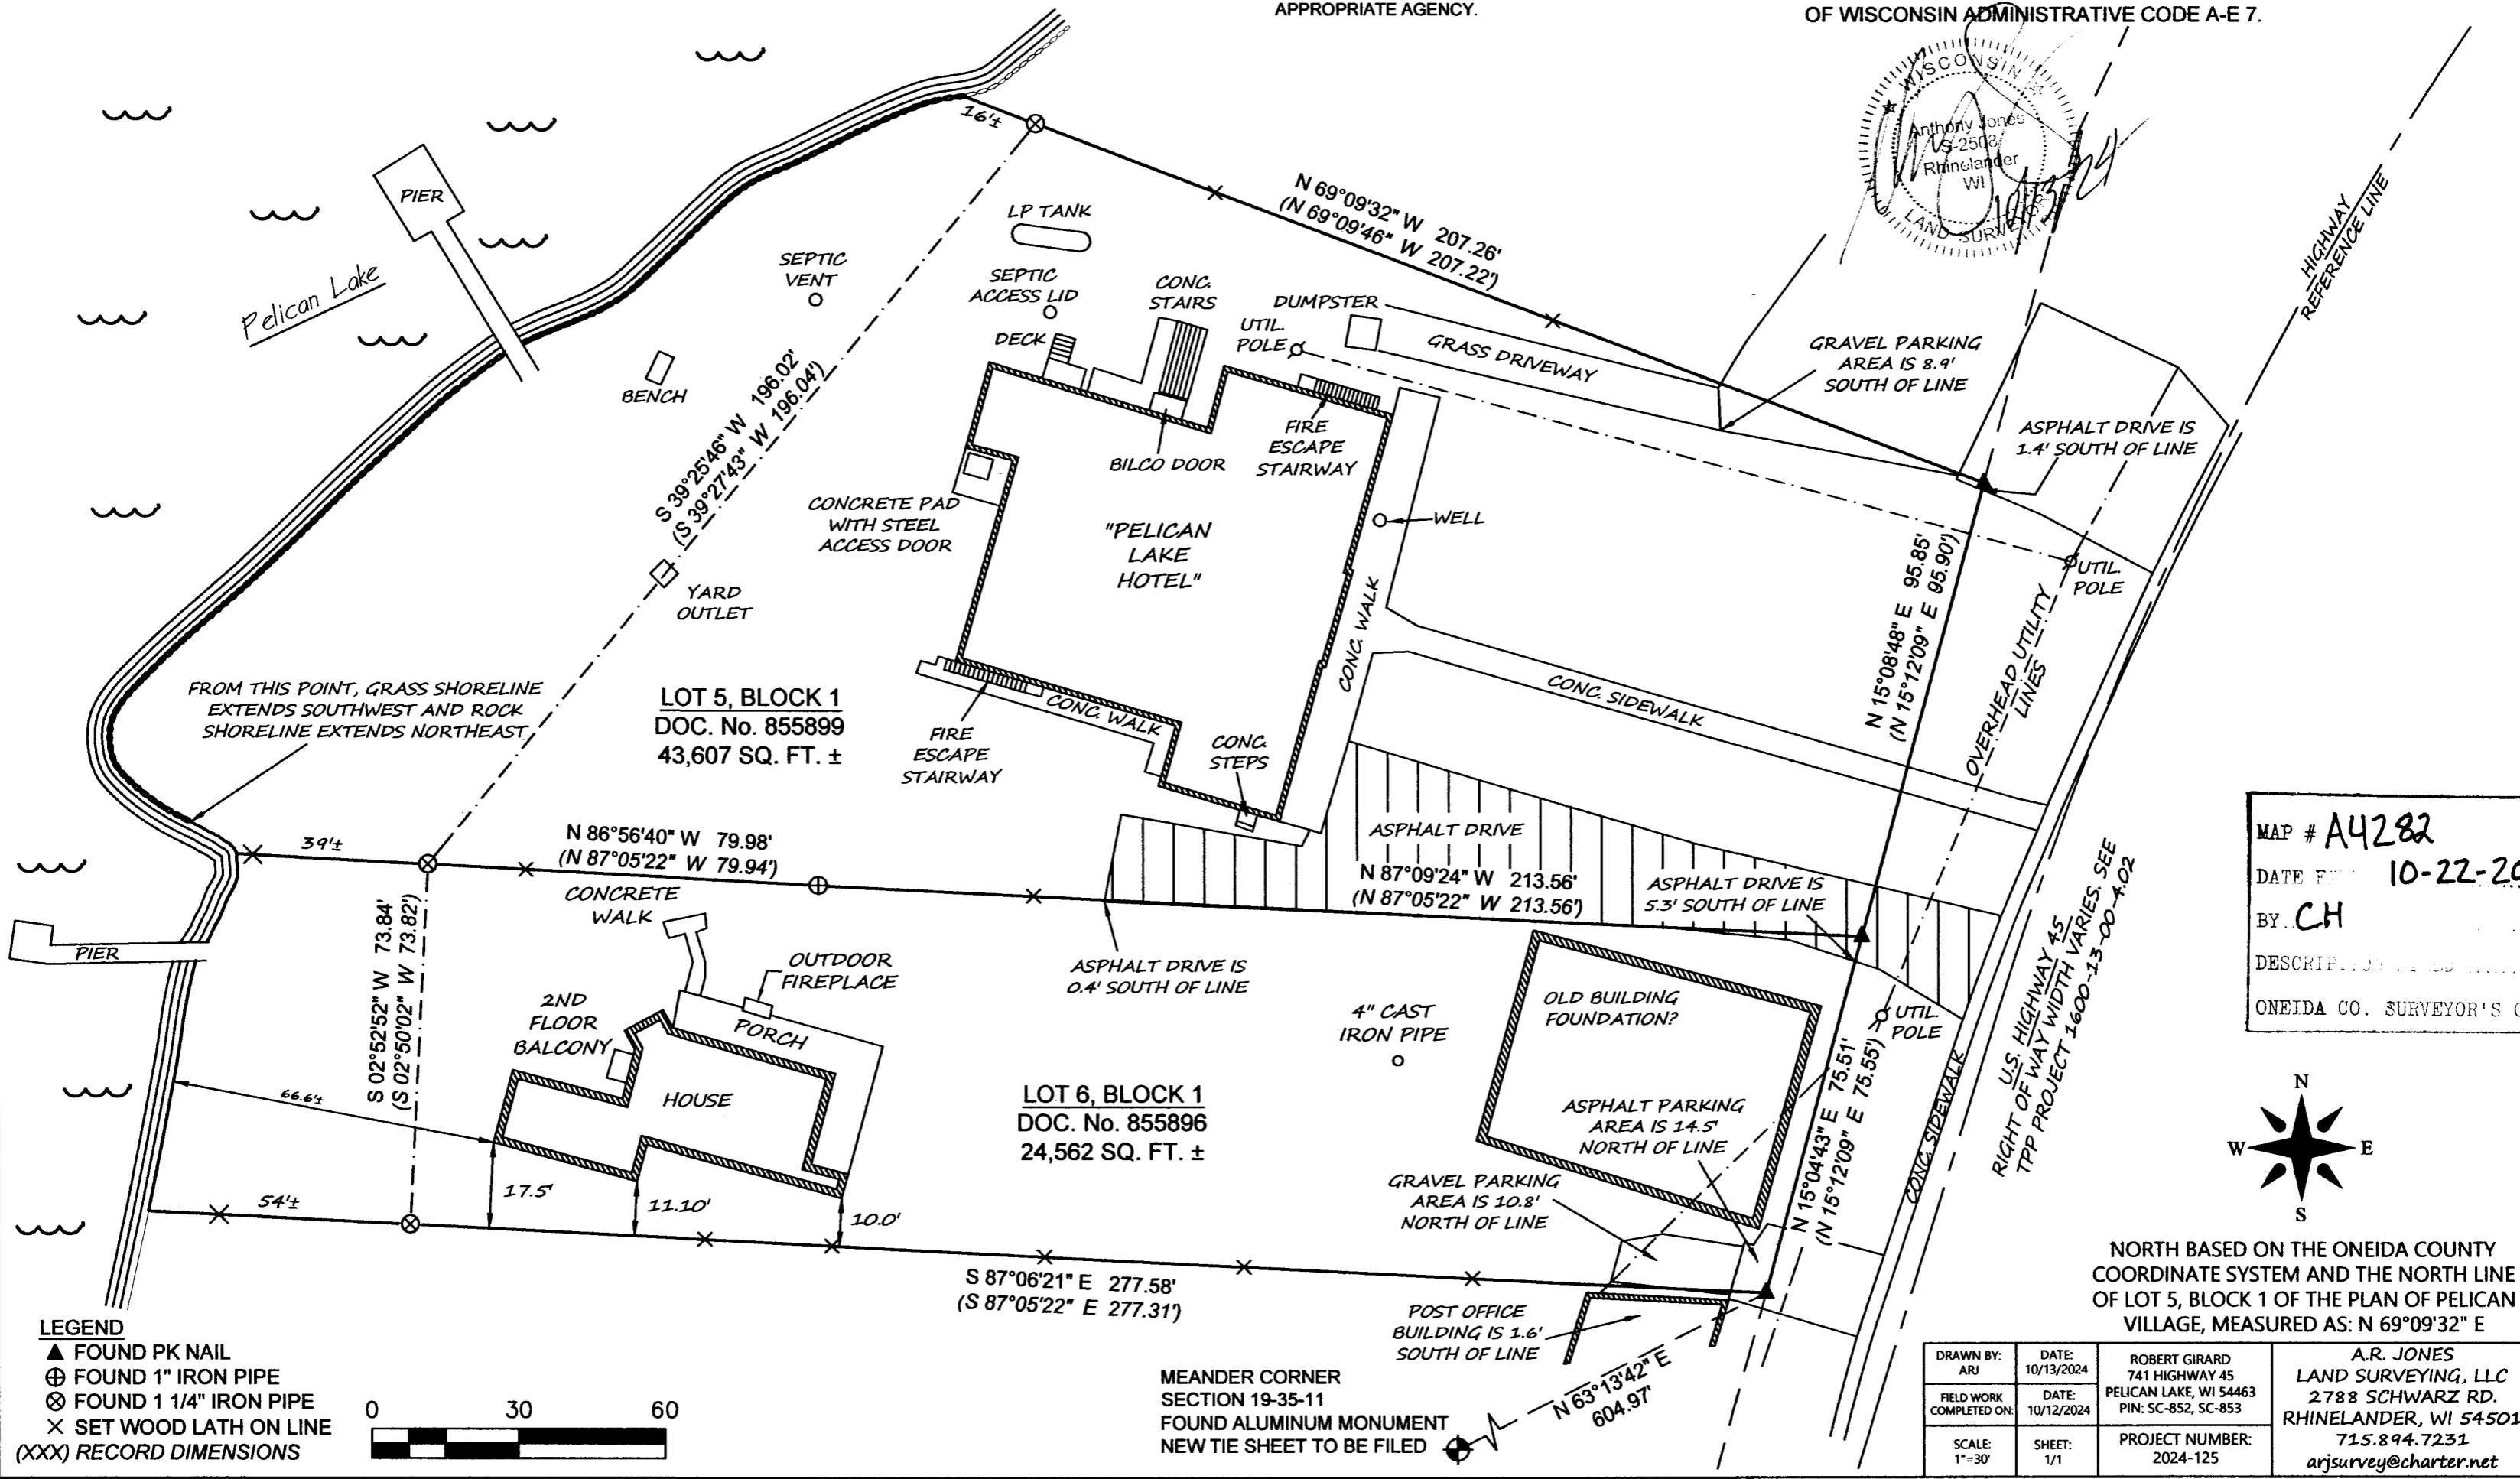 APPROPRIATE AGENCY.
OF WISCONSIN ADMINISTRATIVE CODE A-E 7.
WISCONSIN
Anthony Jones
S-2508
Rhinelander
WI
LAND SURVEYOR
HIGHWAY
REFERENCE LINE
16'±
PIER
Pelican Lake
N 69°09'32" W 207.26'
(N 69°09'46" W 207.22')
LP TANK
SEPTIC
VENT
SEPTIC
ACCESS LID
CONC.
STAIRS
DECK
DUMPSTER
UTIL.
POLE
GRASS DRIVEWAY
GRAVEL PARKING
AREA IS 8.9'
SOUTH OF LINE
BENCH
S 39°25'46" W 196.02'
(S 39°27'43" W 196.04')
BILCO DOOR
FIRE
ESCAPE
STAIRWAY
ASPHALT DRIVE IS
1.4' SOUTH OF LINE
CONCRETE PAD
WITH STEEL
ACCESS DOOR
"PELICAN
LAKE
HOTEL"
WELL
YARD
OUTLET
CONC. WALK
N 15°08'48" E 95.85'
(N 15°12'09" E 95.90')
UTIL.
POLE
OVERHEAD UTILITY
LINES
FROM THIS POINT, GRASS SHORELINE
EXTENDS SOUTHWEST AND ROCK
SHORELINE EXTENDS NORTHEAST
LOT 5, BLOCK 1
DOC. No. 855899
43,607 SQ. FT. ±
CONC. WALK
FIRE
ESCAPE
STAIRWAY
CONC.
STEPS
CONC. SIDEWALK
39'±
N 86°56'40" W 79.98'
(N 87°05'22" W 79.94')
ASPHALT DRIVE
N 87°09'24" W 213.56'
(N 87°05'22" W 213.56')
ASPHALT DRIVE IS
5.3' SOUTH OF LINE
MAP # A4282
DATE 10-22-20
BY CH
ONEIDA CO. SURVEYOR'S
CONCRETE
WALK
PIER
S 02°52'52" W 73.84'
(S 02°50'02" W 73.82')
OUTDOOR
FIREPLACE
ASPHALT DRIVE IS
0.4' SOUTH OF LINE
2ND
FLOOR
BALCONY
PORCH
HOUSE
4" CAST
IRON PIPE
OLD BUILDING
FOUNDATION?
UTIL.
POLE
U.S. HIGHWAY 45
RIGHT OF WAY WIDTH VARIES. SEE
TPP PROJECT 1600-13-00-4.02
CONC. SIDEWALK
66.6'±
LOT 6, BLOCK 1
DOC. No. 855896
24,562 SQ. FT. ±
ASPHALT PARKING
AREA IS 14.5'
NORTH OF LINE
N 15°04'43" E 75.51'
(N 15°12'09" E 75.55')
GRAVEL PARKING
AREA IS 10.8'
NORTH OF LINE
54'±
17.5'
11.10'
10.0'
N
W
E
S
S 87°06'21" E 277.58'
(S 87°05'22" E 277.31')
POST OFFICE
BUILDING IS 1.6'
SOUTH OF LINE
NORTH BASED ON THE ONEIDA COUNTY
COORDINATE SYSTEM AND THE NORTH LINE
OF LOT 5, BLOCK 1 OF THE PLAN OF PELICAN
VILLAGE, MEASURED AS: N 69°09'32" E
LEGEND
FOUND PK NAIL
FOUND 1" IRON PIPE
FOUND 1 1/4" IRON PIPE
SET WOOD LATH ON LINE
(XXX) RECORD DIMENSIONS
0 30 60
MEANDER CORNER
SECTION 19-35-11
FOUND ALUMINUM MONUMENT
NEW TIE SHEET TO BE FILED
N 63°13'42" E
604.97'
DRAWN BY:
ARJ
DATE:
10/13/2024
FIELD WORK
COMPLETED ON:
DATE:
10/12/2024
SCALE:
1"=30'
SHEET:
1/1
ROBERT GIRARD
741 HIGHWAY 45
PELICAN LAKE, WI 54463
PIN: SC-852, SC-853
PROJECT NUMBER:
2024-125
A.R. JONES
LAND SURVEYING, LLC
2788 SCHWARZ RD.
RHINELANDER, WI 54501
715.894.7231
arjsurvey@charter.net